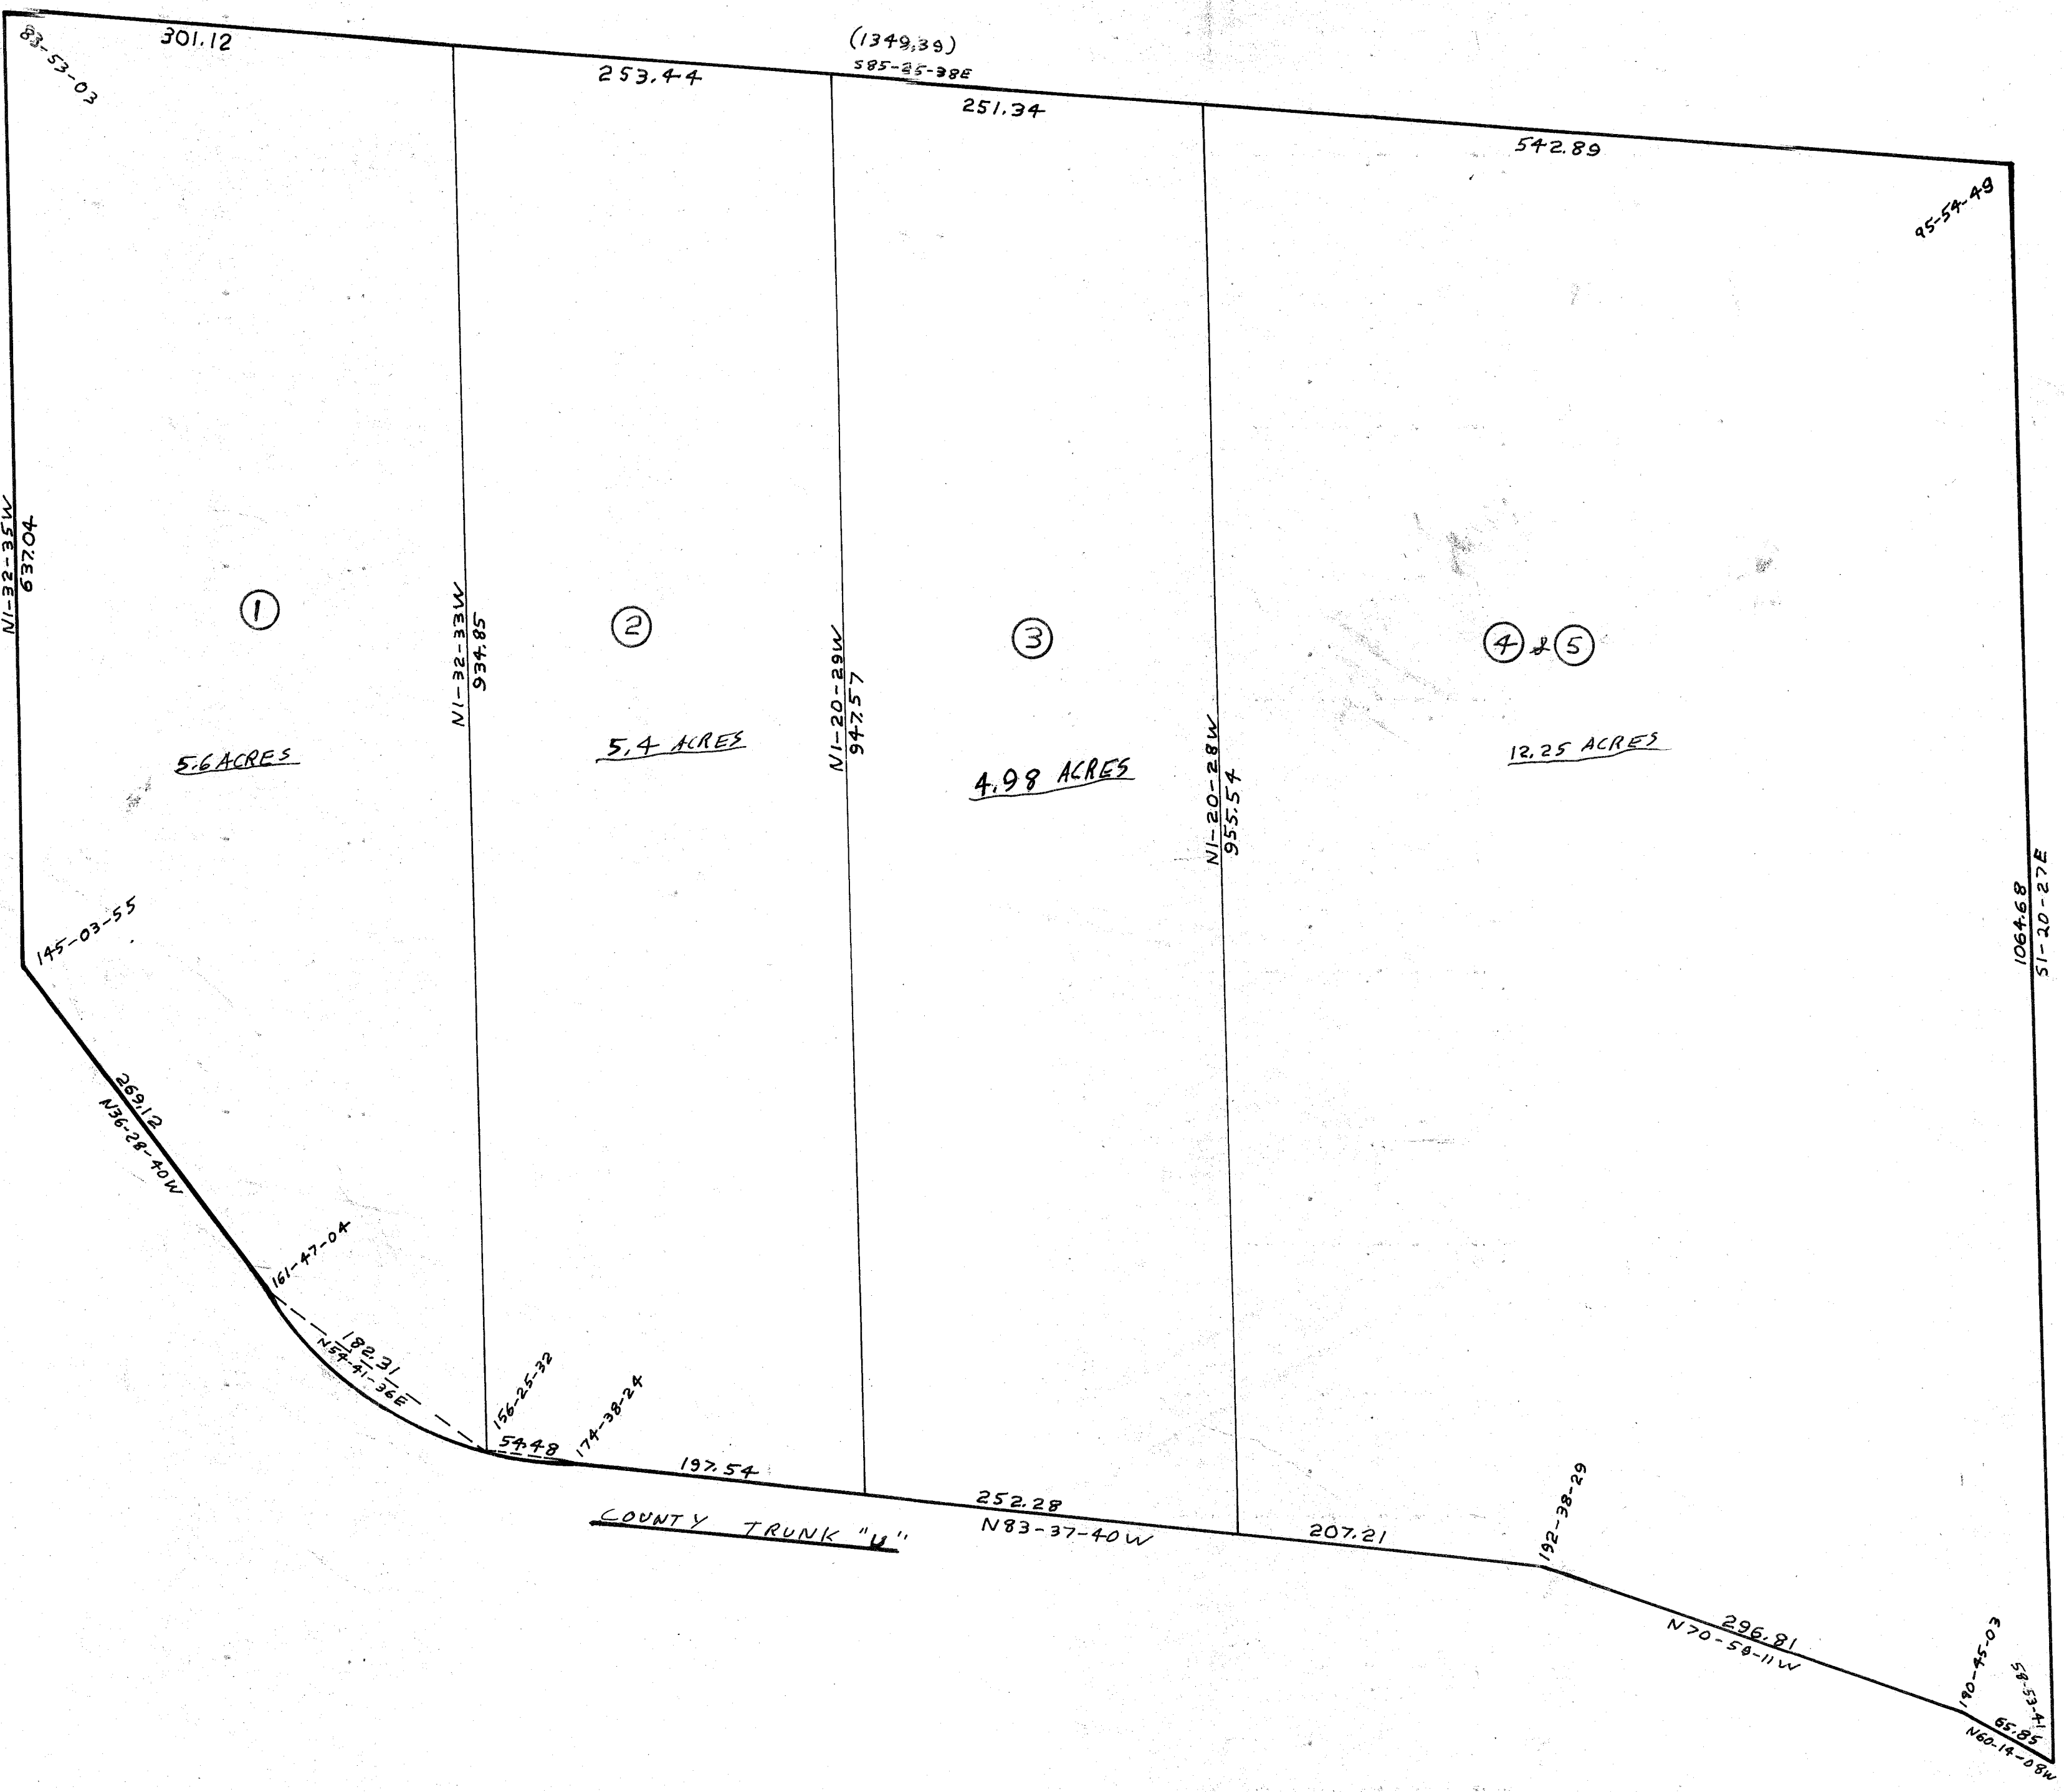 (1349.39)
S85-25-38E
301.12
253.44
251.34
542.89
83-53-03
95-54-49
N1-32-35W
637.04
N1-32-33W
934.85
N1-20-29W
947.57
N1-20-28W
955.54
1064.68
S1-20-27E
1
2
3
4 & 5
5.6 ACRES
5.4 ACRES
4.98 ACRES
12.25 ACRES
145-03-55
269.12
N36-28-40W
161-47-04
182.31
N54-41-36E
156-25-32
54.48
174-38-24
197.54
252.28
N83-37-40W
207.21
192-38-29
COUNTY TRUNK "U"
296.81
N70-59-11W
190-45-03
58-53-41
65.85
N60-14-08W